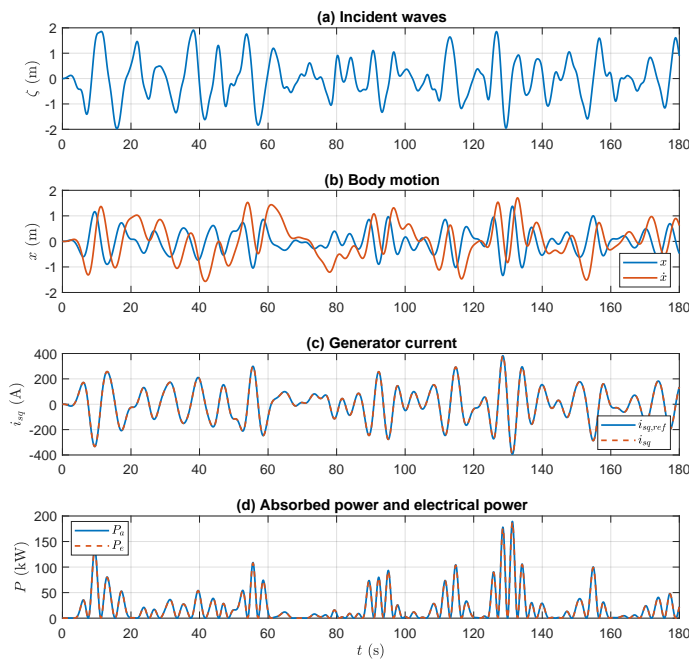 (a) Incident waves
2
1
0
-1
-2
ζ (m)
0 20 40 60 80 100 120 140 160 180
(b) Body motion
2
1
0
-1
-2
x (m)
x
ẋ
0 20 40 60 80 100 120 140 160 180
(c) Generator current
400
200
0
-200
-400
i_sq (A)
i_sq,ref
i_sq
0 20 40 60 80 100 120 140 160 180
(d) Absorbed power and electrical power
200
150
100
50
0
P (kW)
P_a
P_e
0 20 40 60 80 100 120 140 160 180
t (s)